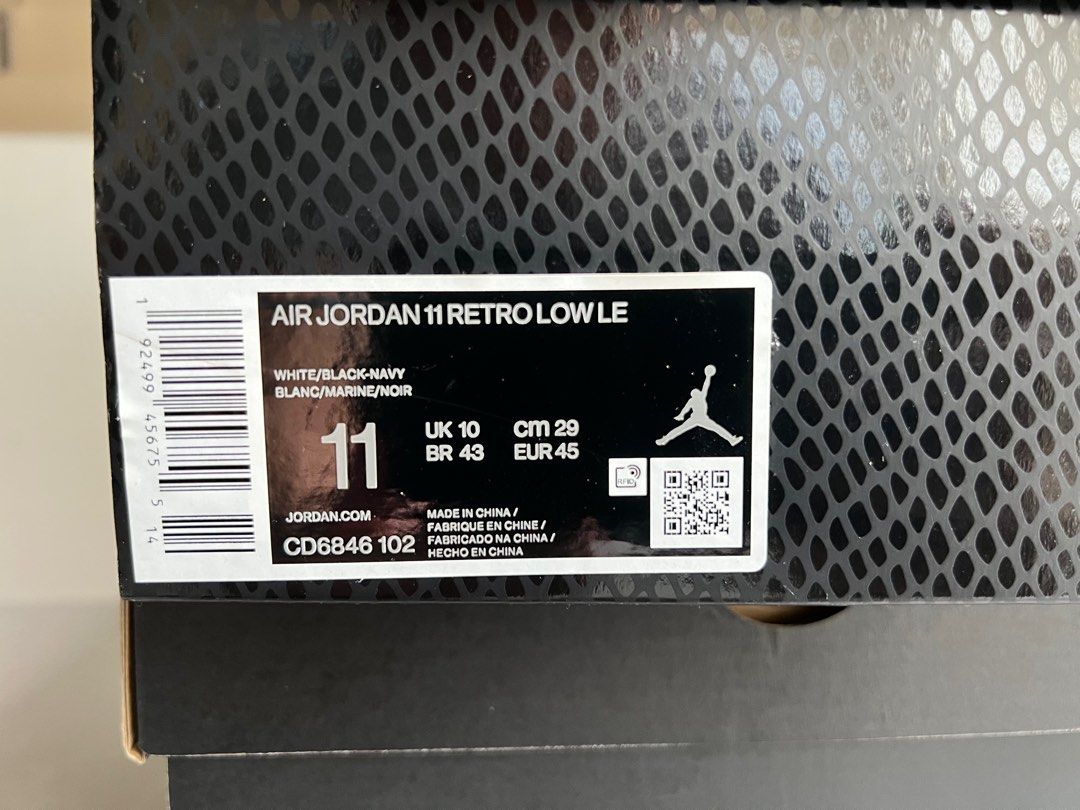 AIR JORDAN 11 RETRO LOW LE
WHITE/BLACK-NAVY
BLANC/MARINE/NOIR
11
UK 10 cm 29
BR 43 EUR 45
RFID
JORDAN.COM
CD6846 102
MADE IN CHINA /
FABRIQUE EN CHINE /
FABRICADO NA CHINA /
HECHO EN CHINA
1 92499 45675 5 14